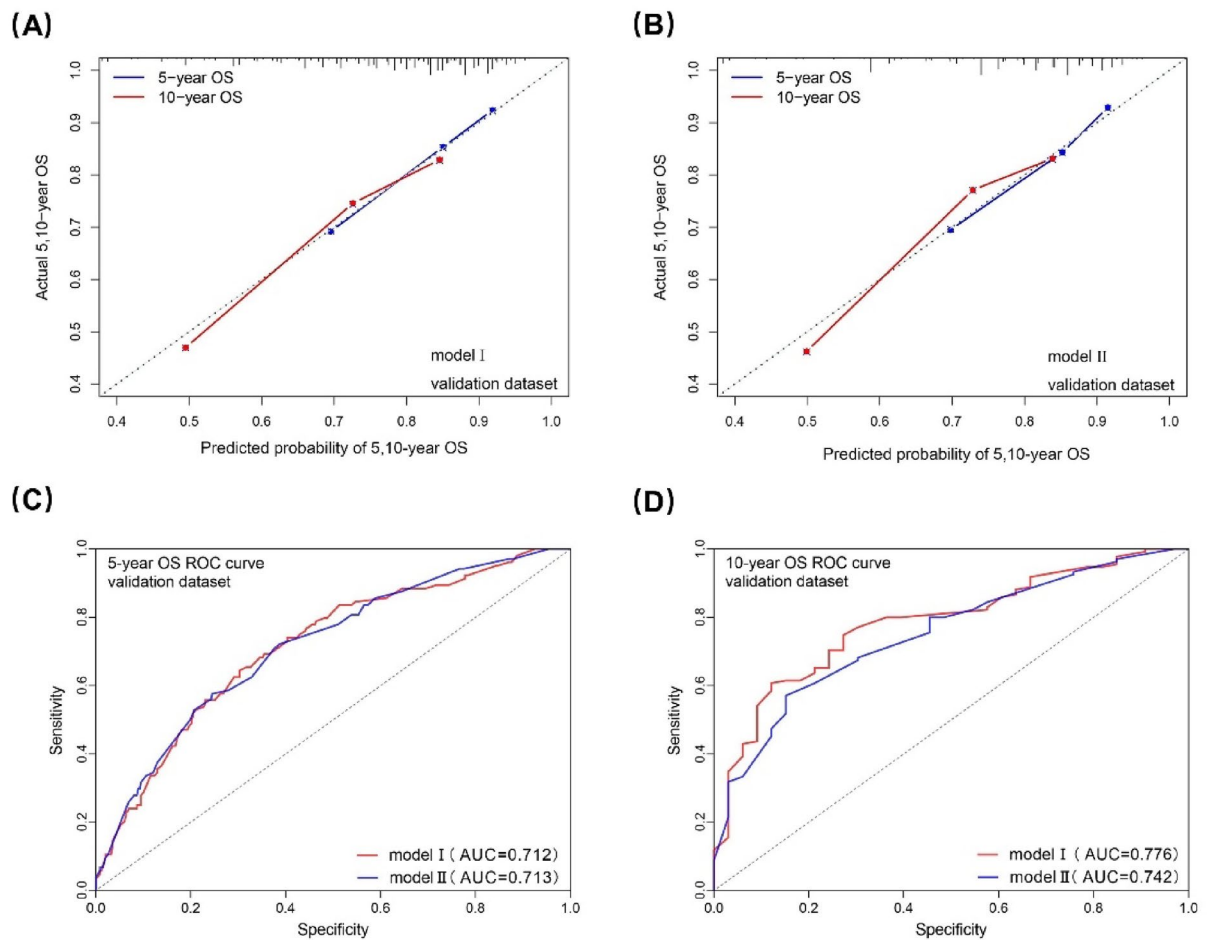 (A)
5-year OS
10-year OS
Actual 5,10-year OS
1.0
0.9
0.8
0.7
0.6
0.5
0.4
model Ⅰ
validation dataset
0.4 0.5 0.6 0.7 0.8 0.9 1.0
Predicted probability of 5,10-year OS
(B)
5-year OS
10-year OS
Actual 5,10-year OS
1.0
0.9
0.8
0.7
0.6
0.5
0.4
model Ⅱ
validation dataset
0.4 0.5 0.6 0.7 0.8 0.9 1.0
Predicted probability of 5,10-year OS
(C)
5-year OS ROC curve
validation dataset
Sensitivity
1.0
0.8
0.6
0.4
0.2
0.0
model Ⅰ ( AUC=0.712)
model Ⅱ ( AUC=0.713)
0.0 0.2 0.4 0.6 0.8 1.0
Specificity
(D)
10-year OS ROC curve
validation dataset
Sensitivity
1.0
0.8
0.6
0.4
0.2
0.0
model Ⅰ ( AUC=0.776)
model Ⅱ ( AUC=0.742)
0.0 0.2 0.4 0.6 0.8 1.0
Specificity